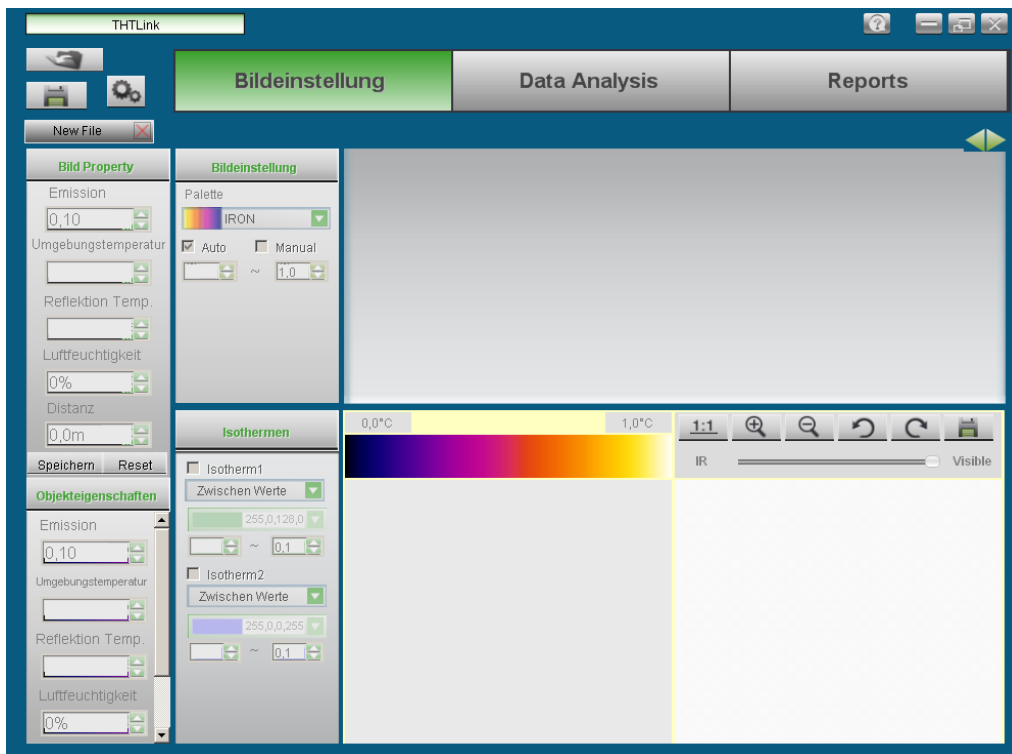 THTLink
Bildeinstellung
Data Analysis
Reports
New File
Bild Property
Emission
0,10
Umgebungstemperatur
Reflektion Temp.
Luftfeuchtigkeit
0%
Distanz
0,0m
Speichern Reset
Objekteigenschaften
Emission
0,10
Umgebungstemperatur
Reflektion Temp.
Luftfeuchtigkeit
0%
Bildeinstellung
Palette
IRON
Auto Manual
~ 1,0
Isothermen
Isotherm1
Zwischen Werte
255,0,128,0
~ 0,1
Isotherm2
Zwischen Werte
255,0,0,255
~ 0,1
0,0°C 1,0°C
1:1
IR Visible